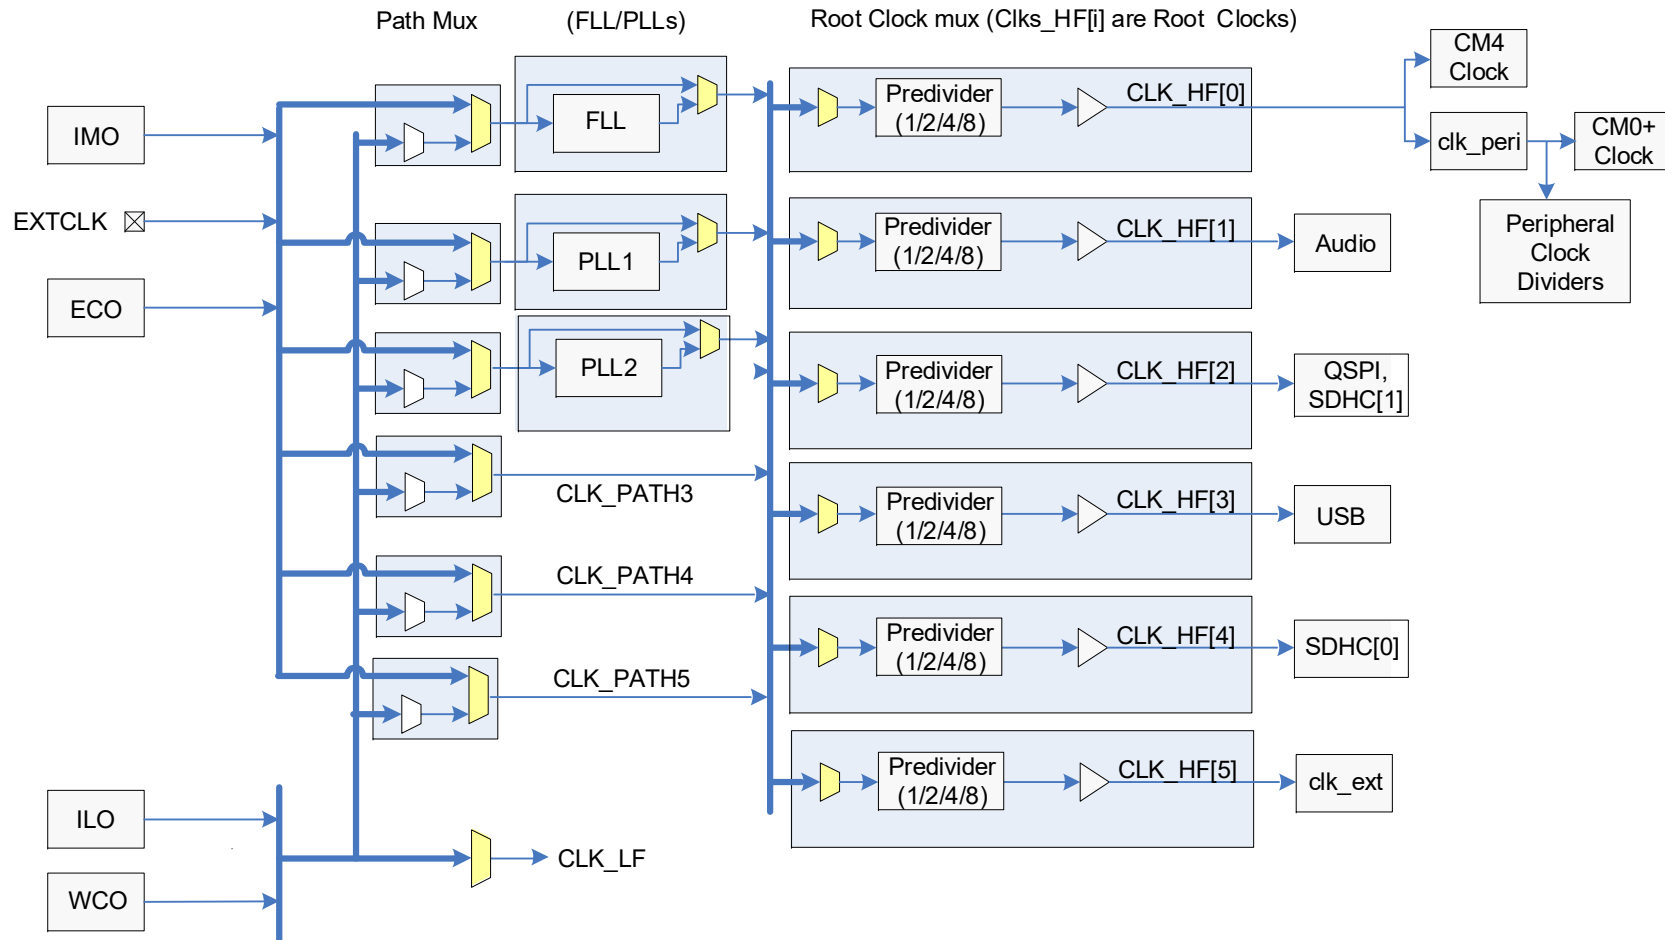 Path Mux
(FLL/PLLs)
Root Clock mux (Clks_HF[i] are Root Clocks)
IMO
EXTCLK
ECO
ILO
WCO
FLL
PLL1
PLL2
CLK_PATH3
CLK_PATH4
CLK_PATH5
CLK_LF
Predivider
(1/2/4/8)
CLK_HF[0]
CM4
Clock
clk_peri
CM0+
Clock
Peripheral
Clock
Dividers
Predivider
(1/2/4/8)
CLK_HF[1]
Audio
Predivider
(1/2/4/8)
CLK_HF[2]
QSPI,
SDHC[1]
Predivider
(1/2/4/8)
CLK_HF[3]
USB
Predivider
(1/2/4/8)
CLK_HF[4]
SDHC[0]
Predivider
(1/2/4/8)
CLK_HF[5]
clk_ext